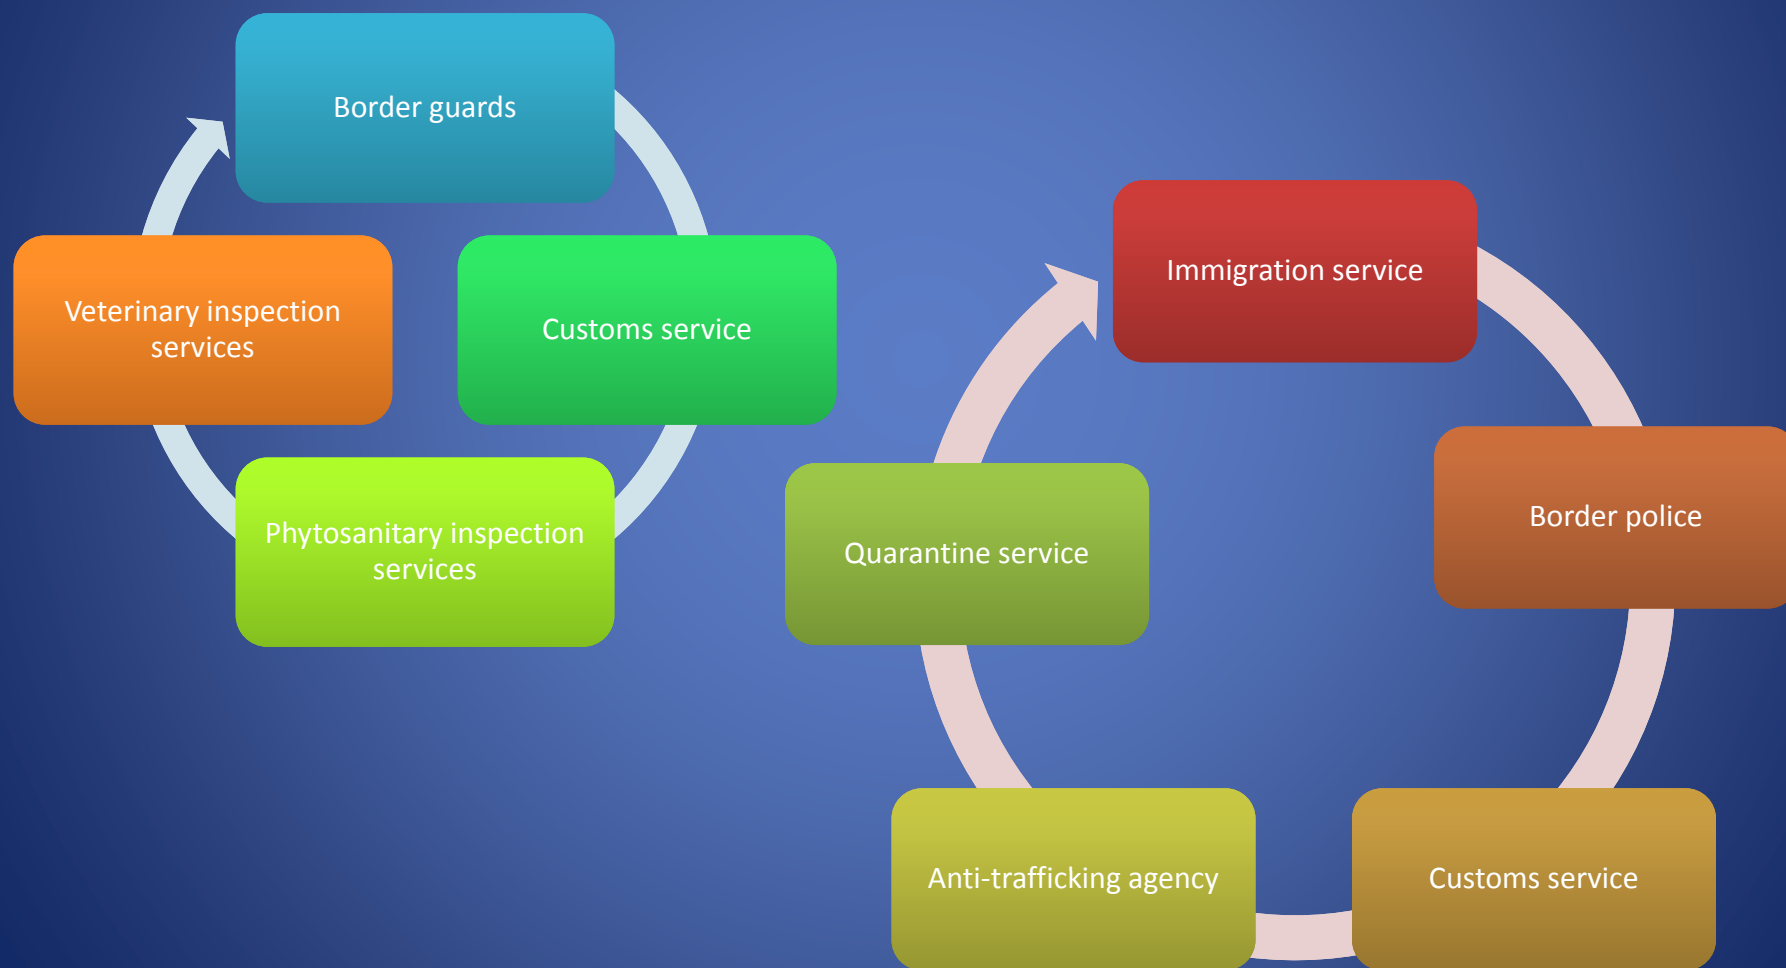 Border guards
Customs service
Phytosanitary inspection
services
Veterinary inspection
services
Immigration service
Border police
Customs service
Anti-trafficking agency
Quarantine service